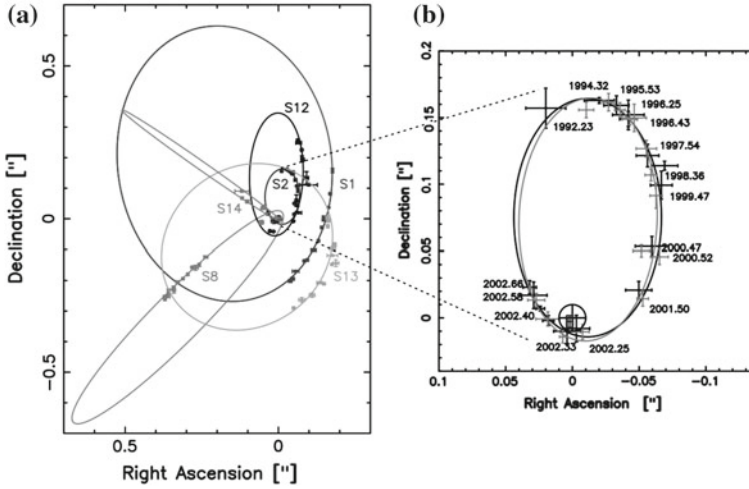 (a)
0.5
0
−0.5
Declination ["]
0.5
0
Right Ascension ["]
S12
S2
S1
S14
S13
S8
(b)
0.2
0.15
0.1
0.05
0
Declination ["]
0.1
0.05
0
−0.05
−0.1
Right Ascension ["]
1994.32
1995.53
1992.23
1996.25
1996.43
1997.54
1998.36
1999.47
2000.47
2000.52
2001.50
2002.66
2002.58
2002.40
2002.33
2002.25